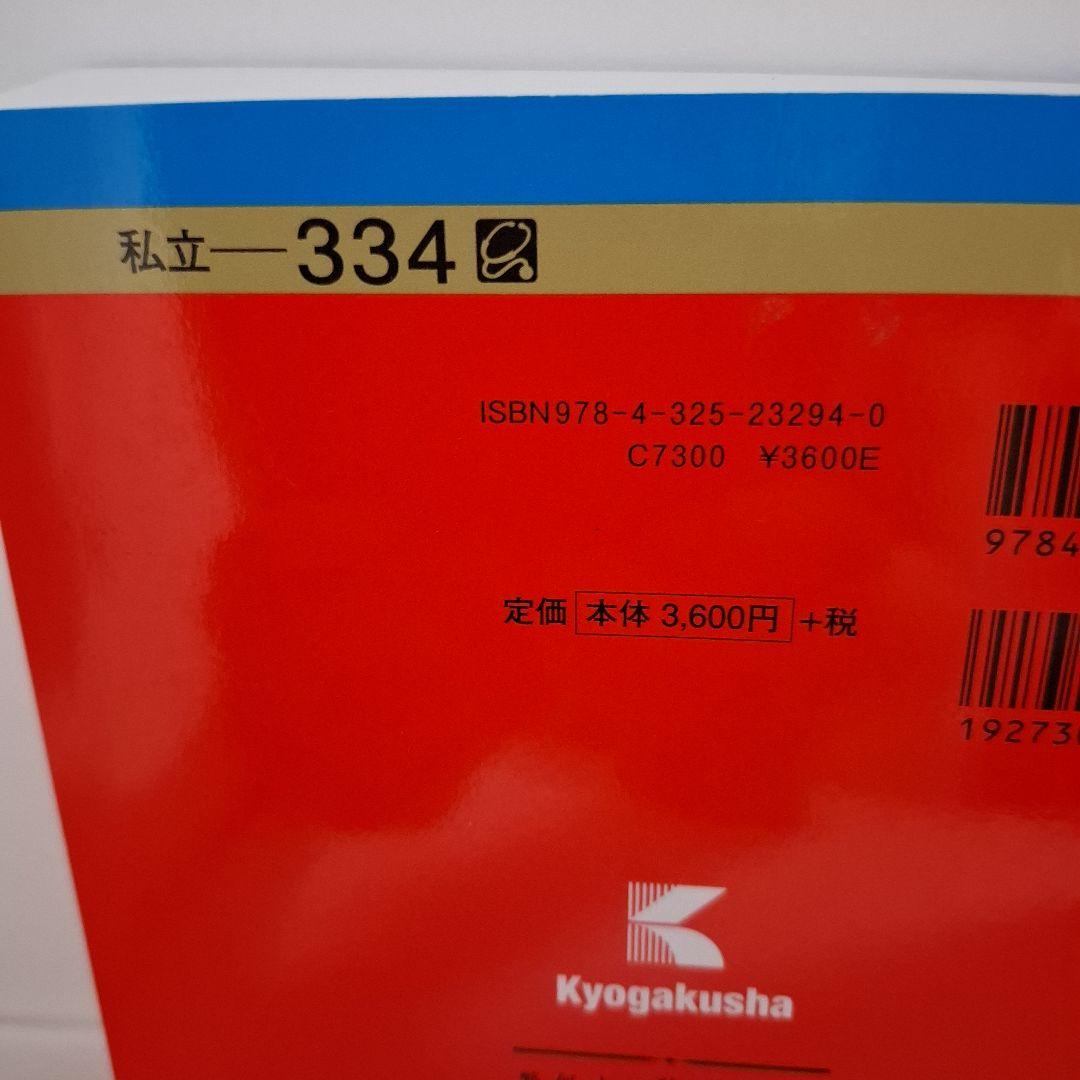 私立―334
ISBN978-4-325-23294-0
C7300 ¥3600E
9784
定価 本体 3,600円 +税
192730
Kyogakusha